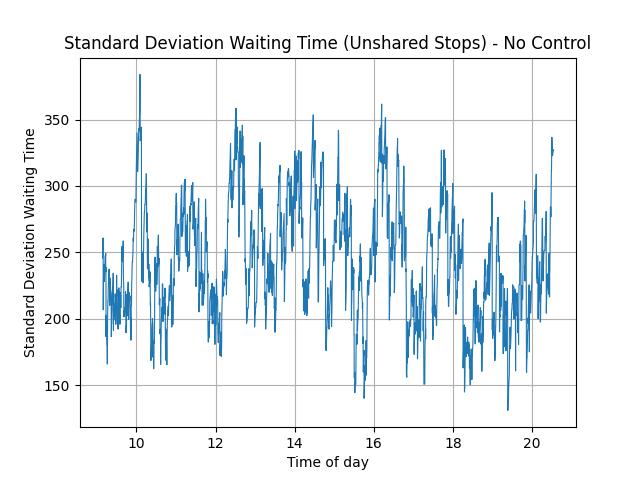 Standard Deviation Waiting Time (Unshared Stops) - No Control
Standard Deviation Waiting Time
350
300
250
200
150
10 12 14 16 18 20
Time of day